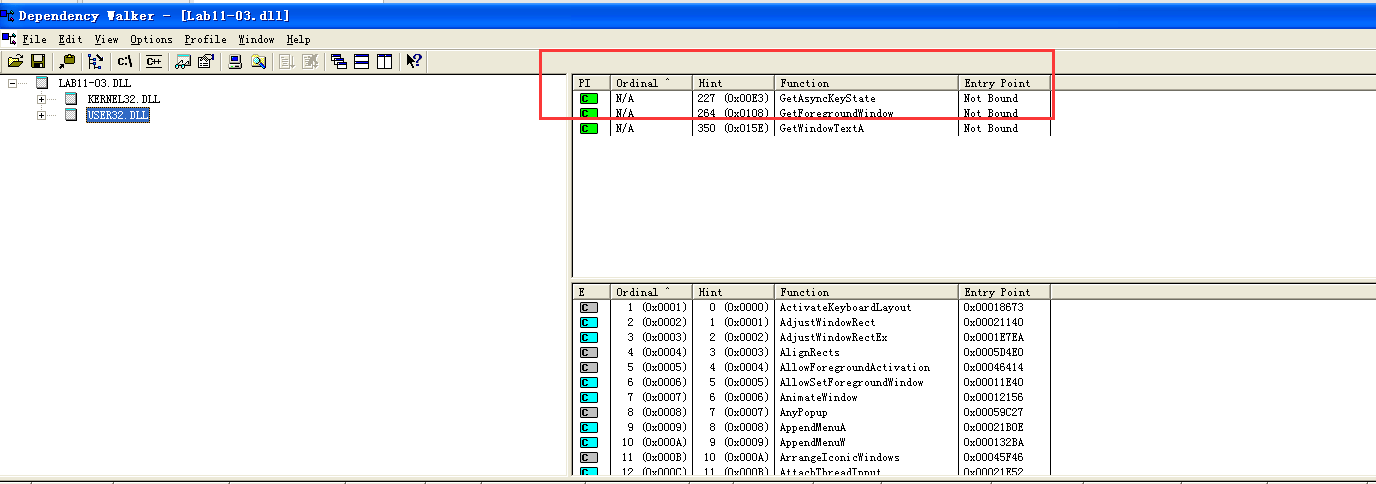 Dependency Walker - [Lab11-03.dll]
File Edit View Options Profile Window Help
C:\ C++
LAB11-03.DLL
KERNEL32.DLL
USER32.DLL
PI Ordinal ^ Hint Function Entry Point
C N/A 227 (0x00E3) GetAsyncKeyState Not Bound
C N/A 264 (0x0108) GetForegroundWindow Not Bound
C N/A 350 (0x015E) GetWindowTextA Not Bound
E Ordinal ^ Hint Function Entry Point
C 1 (0x0001) 0 (0x0000) ActivateKeyboardLayout 0x00018673
C 2 (0x0002) 1 (0x0001) AdjustWindowRect 0x00021140
C 3 (0x0003) 2 (0x0002) AdjustWindowRectEx 0x0001E7EA
C 4 (0x0004) 3 (0x0003) AlignRects 0x0005D4E0
C 5 (0x0005) 4 (0x0004) AllowForegroundActivation 0x00046414
C 6 (0x0006) 5 (0x0005) AllowSetForegroundWindow 0x00011E40
C 7 (0x0007) 6 (0x0006) AnimateWindow 0x00012156
C 8 (0x0008) 7 (0x0007) AnyPopup 0x00059C27
C 9 (0x0009) 8 (0x0008) AppendMenuA 0x00021B0E
C 10 (0x000A) 9 (0x0009) AppendMenuW 0x000132BA
C 11 (0x000B) 10 (0x000A) ArrangeIconicWindows 0x00045F46
C 12 (0x000C) 11 (0x000B) AttachThreadInput 0x00021E52